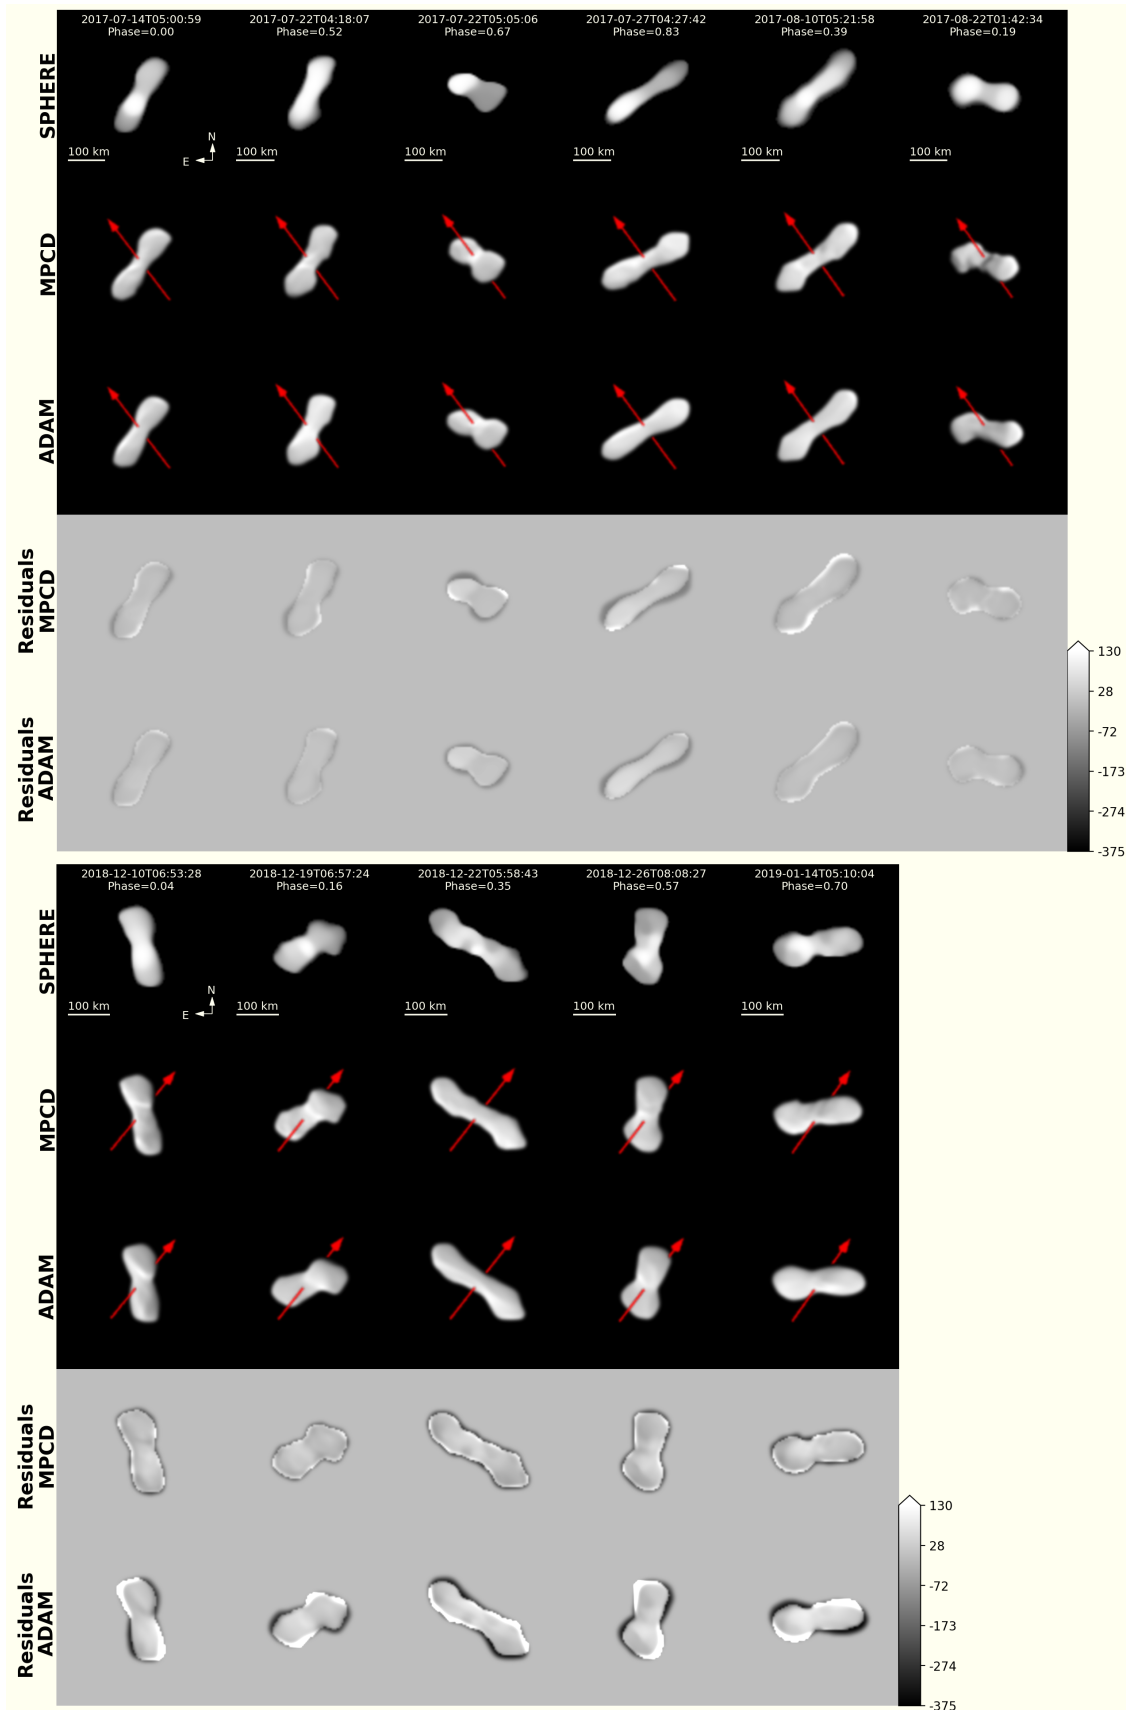 2017-07-14T05:00:59 2017-07-22T04:18:07 2017-07-22T05:05:06 2017-07-27T04:27:42 2017-08-10T05:21:58 2017-08-22T01:42:34
Phase=0.00 Phase=0.52 Phase=0.67 Phase=0.83 Phase=0.39 Phase=0.19
SPHERE
N
E
100 km 100 km 100 km 100 km 100 km 100 km
MPCD
ADAM
Residuals
MPCD
Residuals
ADAM
130
28
-72
-173
-274
-375
2018-12-10T06:53:28 2018-12-19T06:57:24 2018-12-22T05:58:43 2018-12-26T08:08:27 2019-01-14T05:10:04
Phase=0.04 Phase=0.16 Phase=0.35 Phase=0.57 Phase=0.70
SPHERE
N
E
100 km 100 km 100 km 100 km 100 km
MPCD
ADAM
Residuals
MPCD
Residuals
ADAM
130
28
-72
-173
-274
-375